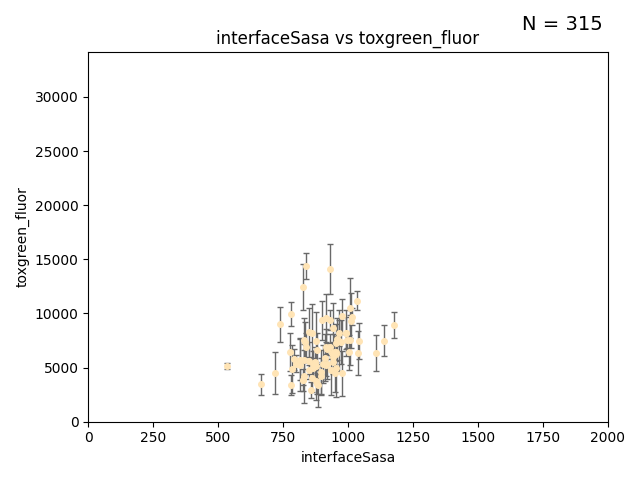 N = 315
interfaceSasa vs toxgreen_fluor
30000
25000
20000
15000
10000
5000
0
toxgreen_fluor
0 250 500 750 1000 1250 1500 1750 2000
interfaceSasa